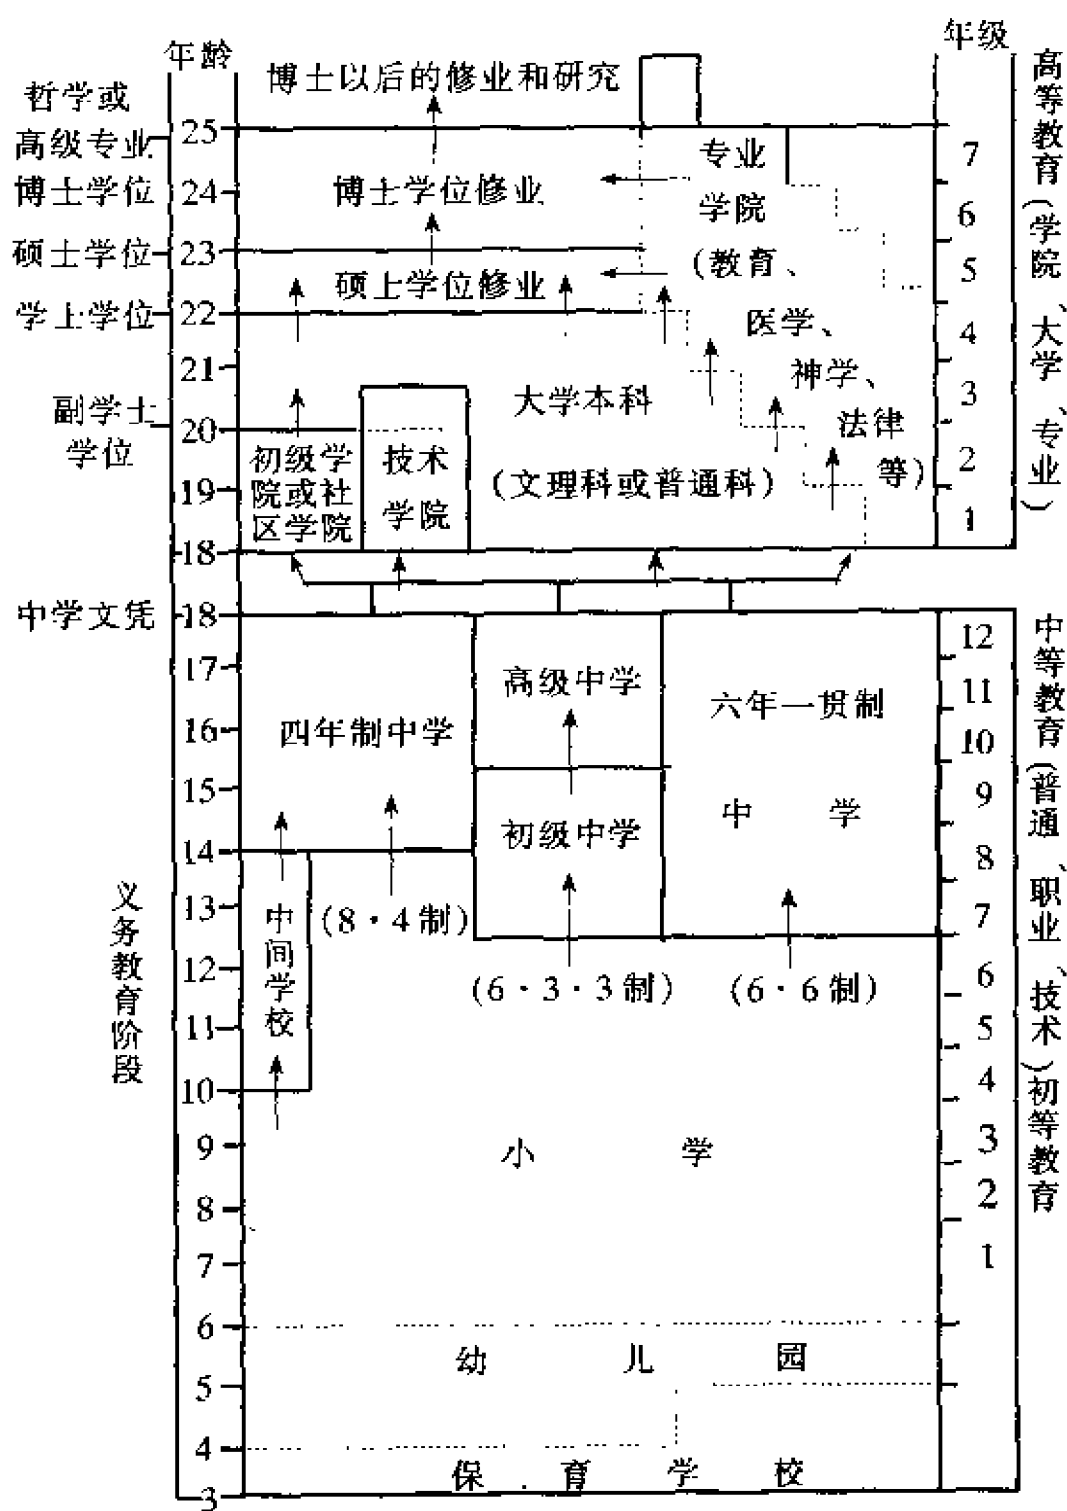 年龄
年级
哲学或
高级专业
博士学位
硕士学位
学上学位
副学士
学位
中学文凭
义务教育阶段
25
24
23
22
21
20
19
18
18
17
16
15
14
13
12
11
10
9
8
7
6
5
4
3
博士以后的修业和研究
博士学位修业
硕上学位修业
专业
学院
(教育、
医学、
神学、
法律
等)
大学本科
(文理科或普通科)
初级学
院或社
区学院
技术
学院
四年制中学
高级中学
初级中学
六年一贯制
中学
中间学校
(8·4制)
(6·3·3制)
(6·6制)
小学
幼儿园
保育学校
7
6
5
4
3
2
1
12
11
10
9
8
7
6
5
4
3
2
1
高等教育(学院、大学、专业)
中等教育(普通、职业、技术)初等教育